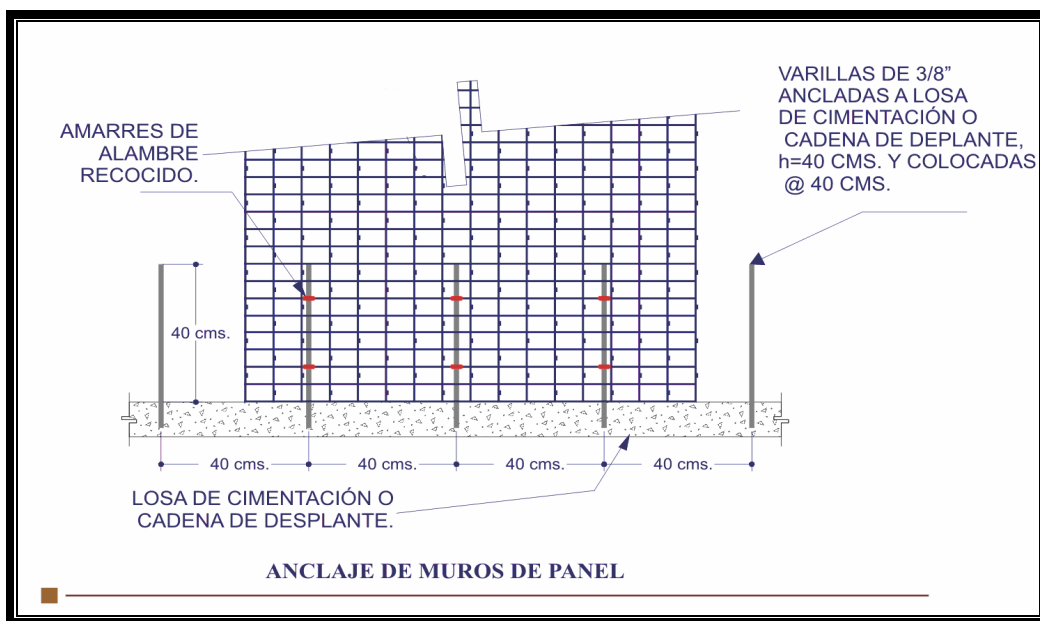 AMARRES DE
ALAMBRE
RECOCIDO.
VARILLAS DE 3/8”
ANCLADAS A LOSA
DE CIMENTACIÓN O
CADENA DE DEPLANTE,
h=40 CMS. Y COLOCADAS
@ 40 CMS.
40 cms.
40 cms. 40 cms. 40 cms. 40 cms.
LOSA DE CIMENTACIÓN O
CADENA DE DESPLANTE.
ANCLAJE DE MUROS DE PANEL